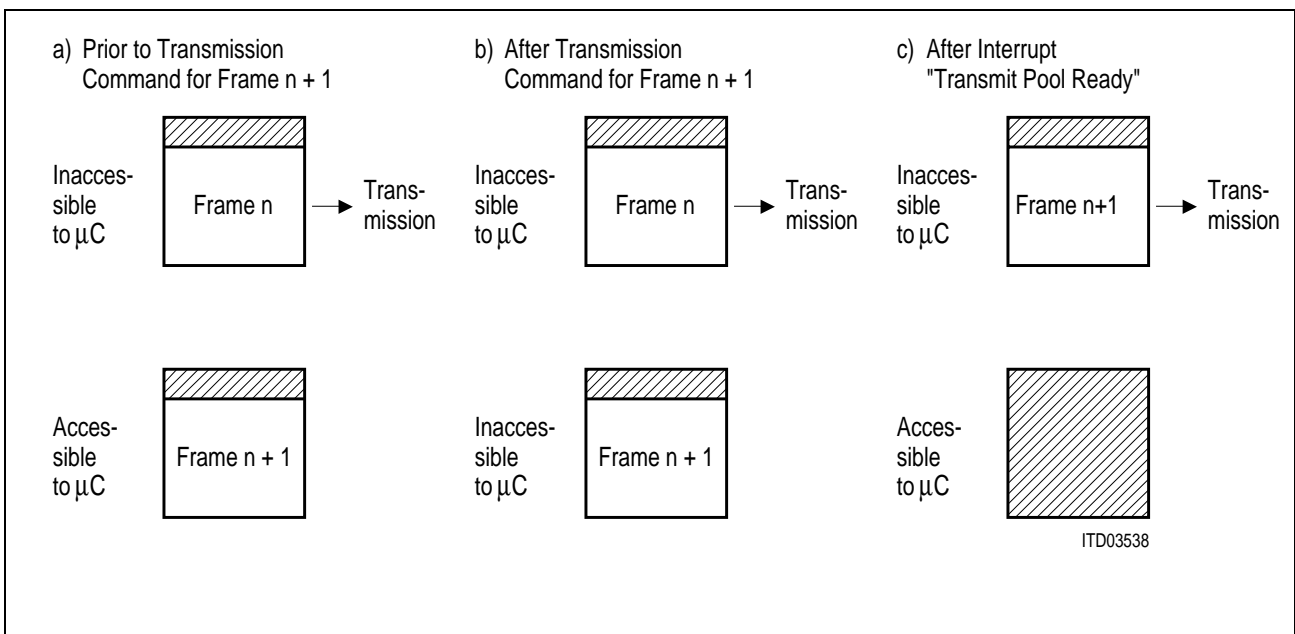 a) Prior to Transmission
Command for Frame n + 1
Inacces-
sible
to µC
Frame n
Trans-
mission
Acces-
sible
to µC
Frame n + 1
b) After Transmission
Command for Frame n + 1
Inacces-
sible
to µC
Frame n
Trans-
mission
Inacces-
sible
to µC
Frame n + 1
c) After Interrupt
"Transmit Pool Ready"
Inacces-
sible
to µC
Frame n+1
Trans-
mission
Acces-
sible
to µC
ITD03538